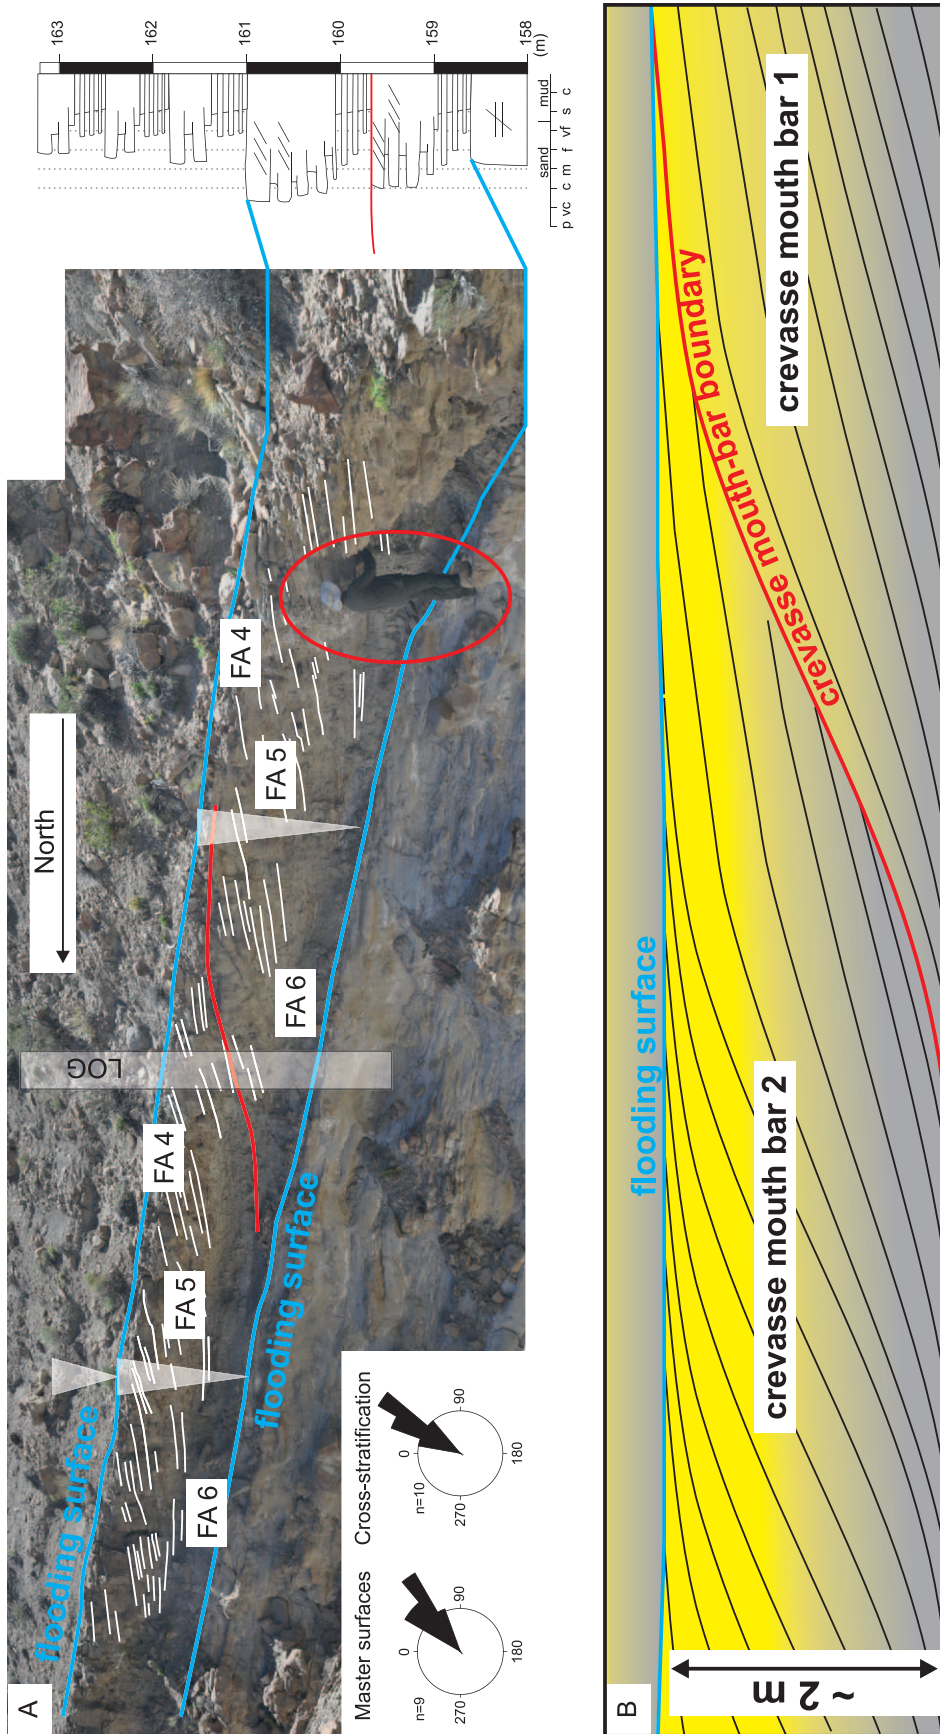 A
North
flooding surface
flooding surface
FA 4
FA 5
FA 6
FA 4
FA 5
FA 6
LOG
Master surfaces
n=9
0
90
180
270
Cross-stratification
n=10
0
90
180
270
163
162
161
160
159
158
(m)
mud
sand
c
s
vf
f
m
c
vc
p
B
flooding surface
crevasse mouth-bar boundary
crevasse mouth bar 1
crevasse mouth bar 2
~ 2 m